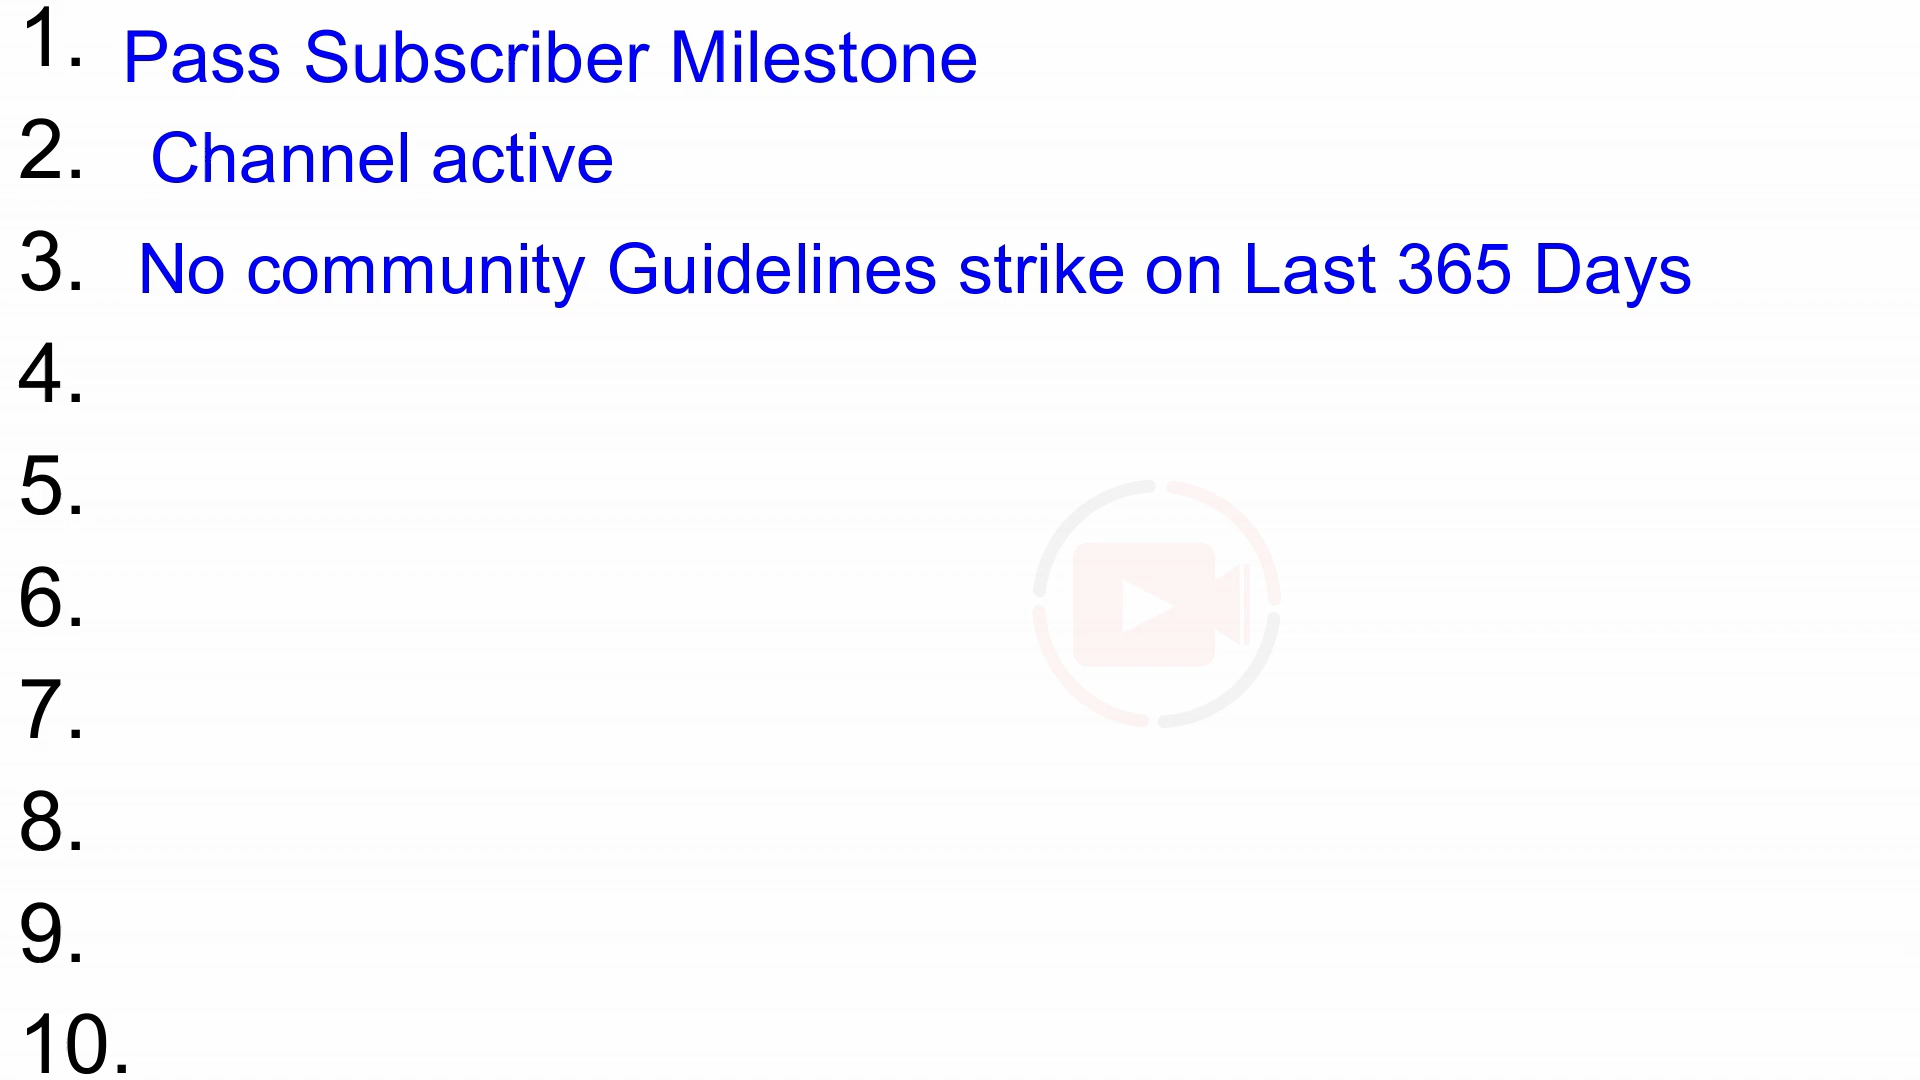 1. Pass Subscriber Milestone
2. Channel active
3. No community Guidelines strike on Last 365 Days
4.
5.
6.
7.
8.
9.
10.